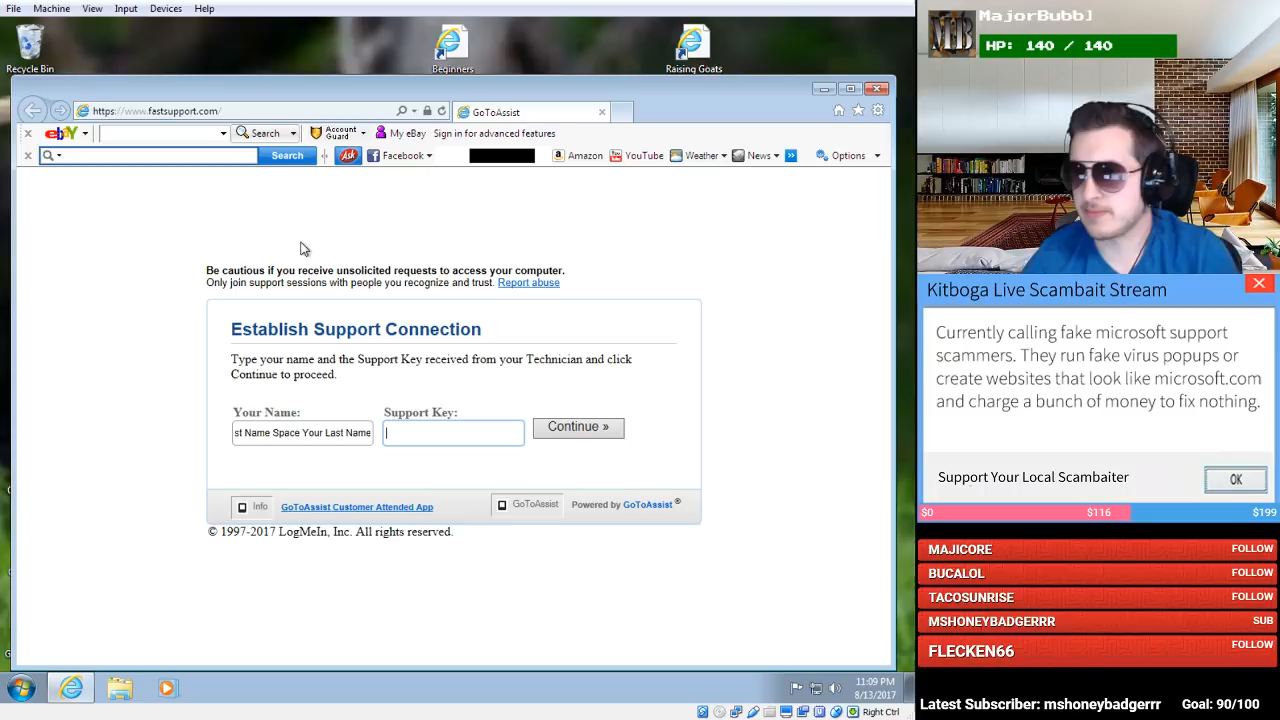 File Machine View Input Devices Help
Recycle Bin
Beginners
Raising Goats
https://www.fastsupport.com/
GoToAssist
ebY
Search
Account Guard
My eBay
Sign in for advanced features
Search
Ask
Facebook
Amazon
YouTube
Weather
News
Options
Be cautious if you receive unsolicited requests to access your computer.
Only join support sessions with people you recognize and trust. Report abuse
Establish Support Connection
Type your name and the Support Key received from your Technician and click
Continue to proceed.
Your Name:
Support Key:
st Name Space Your Last Name
Continue »
Info
GoToAssist Customer Attended App
GoToAssist
Powered by GoToAssist®
© 1997-2017 LogMeIn, Inc. All rights reserved.
11:09 PM
8/13/2017
Right Ctrl
MB
MajorBubbl
HP: 140 / 140
Kitboga Live Scambait Stream
Currently calling fake microsoft support
scammers. They run fake virus popups or
create websites that look like microsoft.com
and charge a bunch of money to fix nothing.
Support Your Local Scambaiter
OK
$0 $116 $199
MAJICORE FOLLOW
BUCALOL FOLLOW
TACOSUNRISE FOLLOW
MSHONEYBADGERRR SUB
FLECKEN66 FOLLOW
Latest Subscriber: mshoneybadgerrr Goal: 90/100